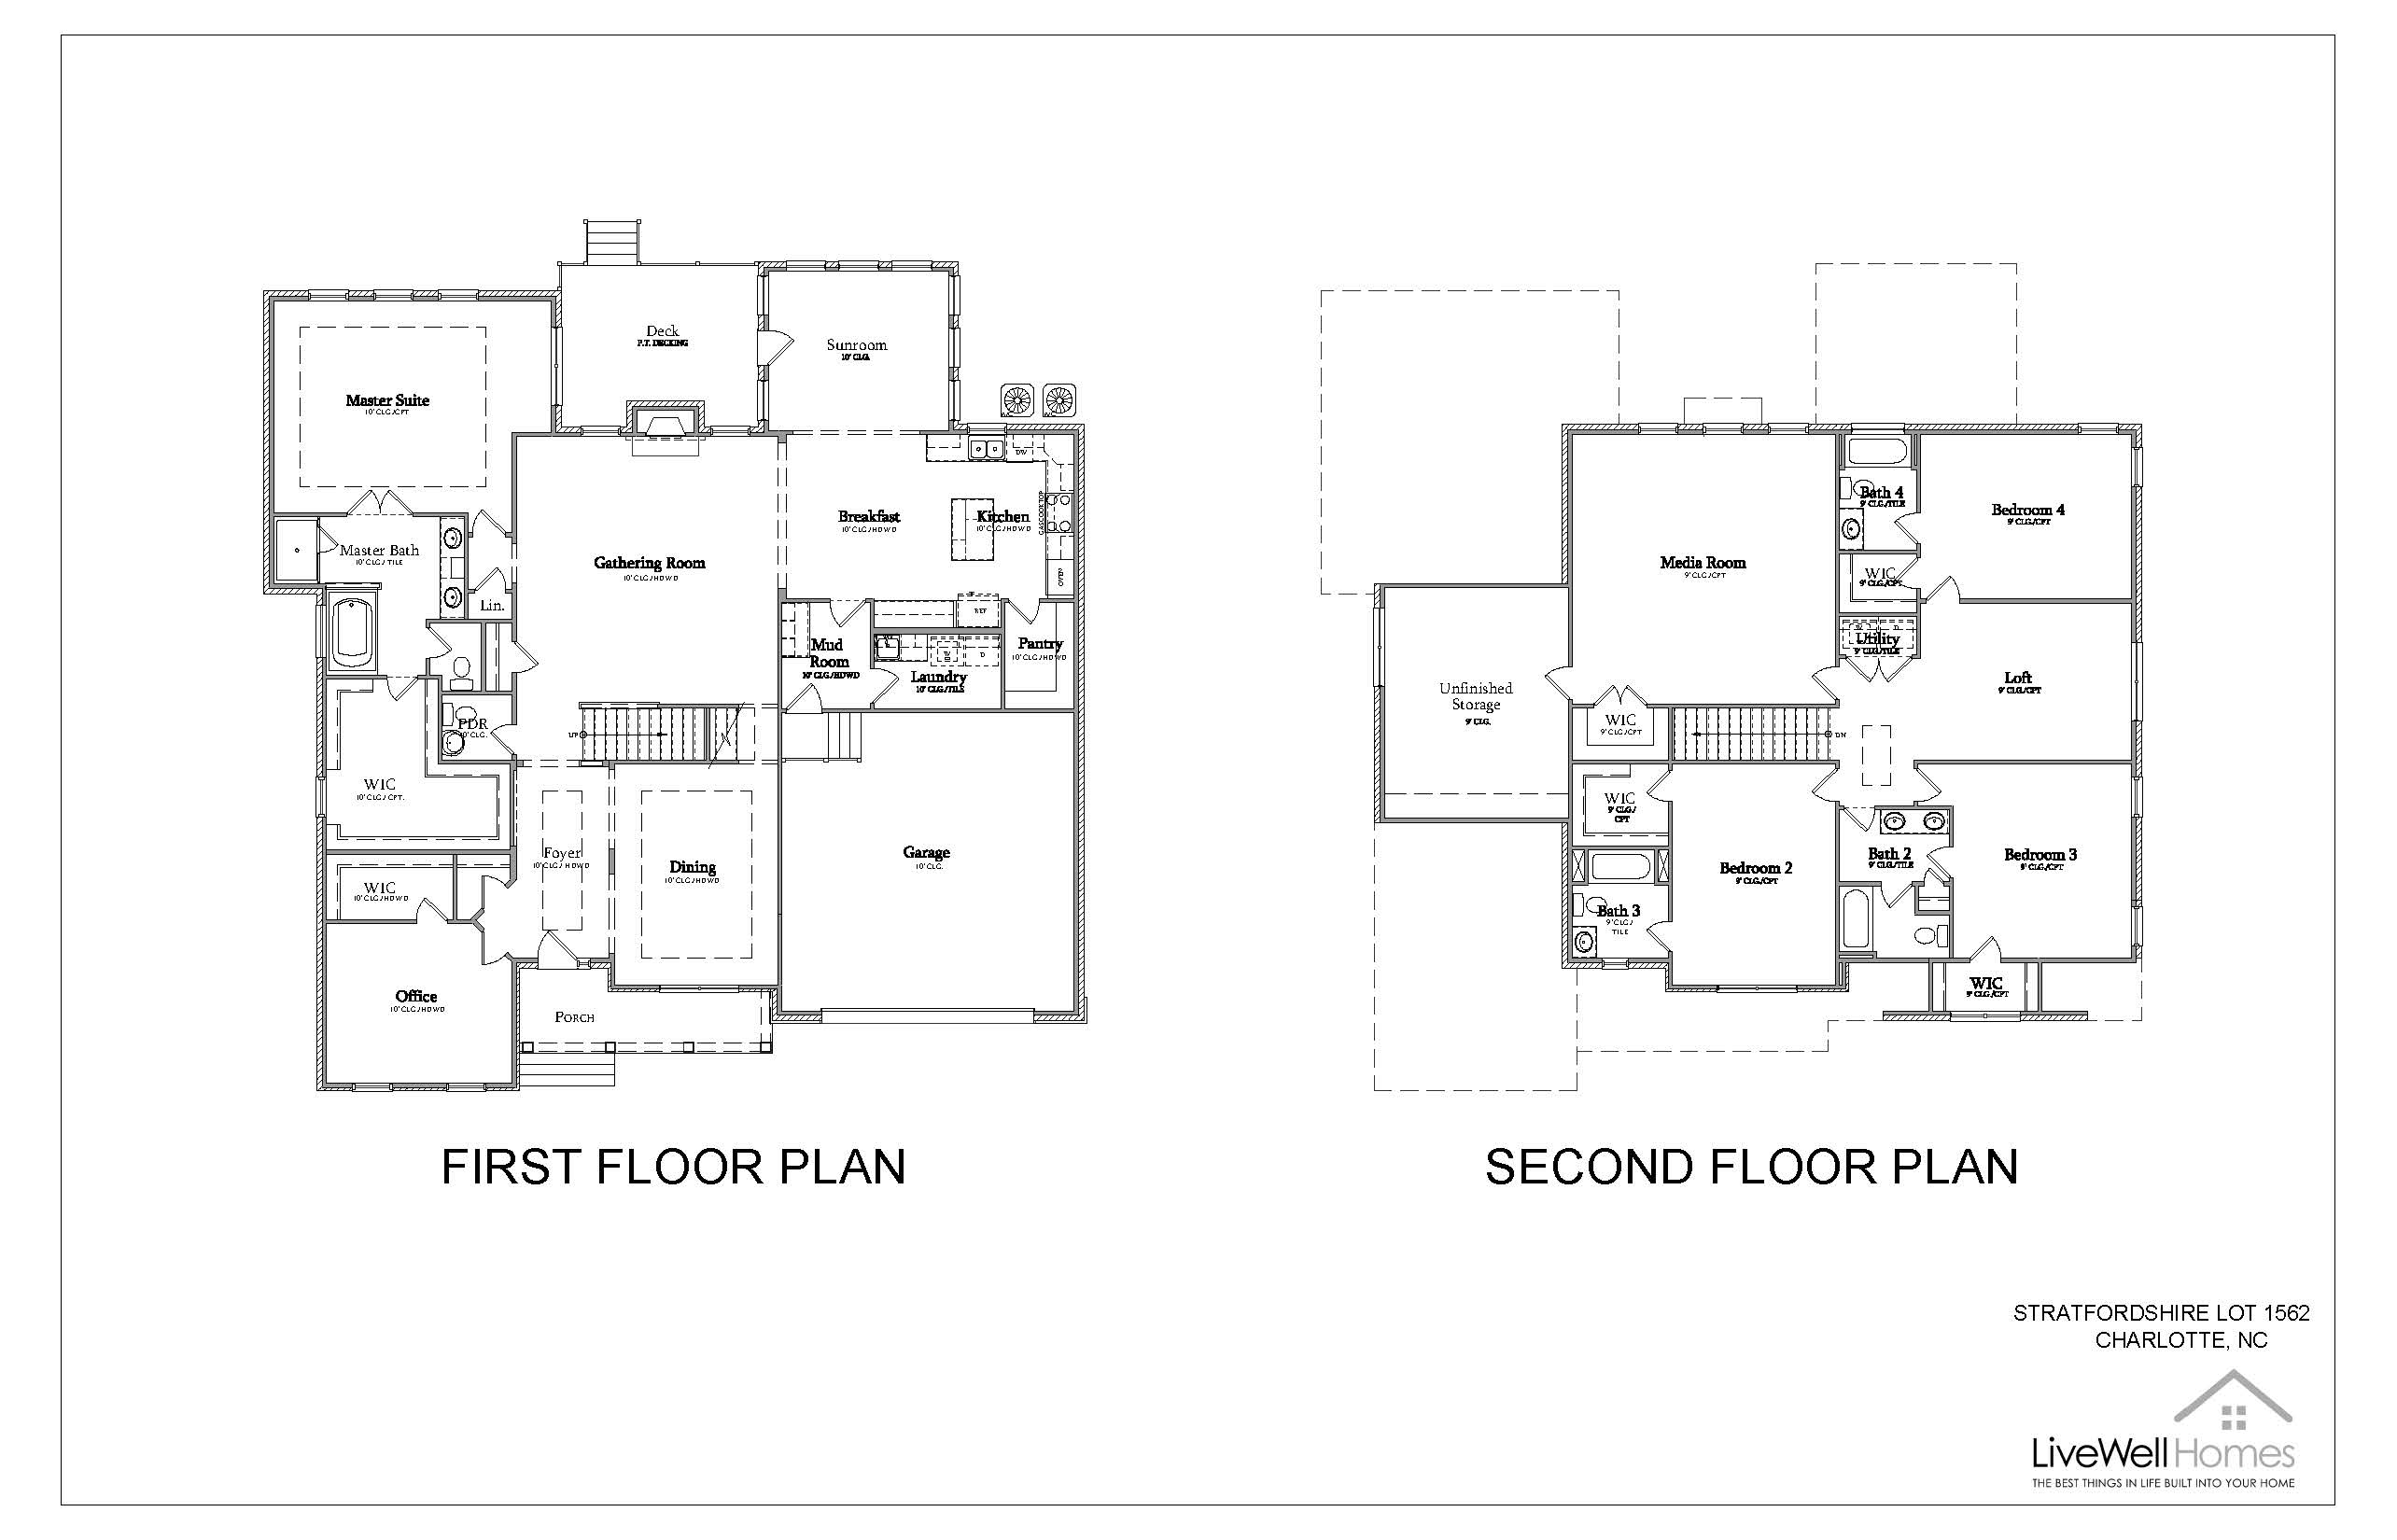 Deck
P.T. DECKING
Sunroom
10' CLG.
Master Suite
10' CLG./CPT
Master Bath
10' CLG./ TILE
Lin.
Gathering Room
10' CLG./HDWD
Breakfast
10' CLG./HDWD
Kitchen
10' CLG./HDWD
DW
GAS COOKTOP
OVEN
REF
Mud
Room
10' CLG./HDWD
Laundry
10' CLG./TILE
D
Pantry
10' CLG./HDWD
PDR
10' CLG.
UP
WIC
10' CLG./ CPT.
Foyer
10' CLG./ HDWD
Dining
10' CLG./HDWD
Garage
10' CLG.
WIC
10' CLG./HDWD
Office
10' CLG./HDWD
PORCH
FIRST FLOOR PLAN
Bath 4
9' CLG./TILE
Bedroom 4
9' CLG./CPT
Media Room
9' CLG./CPT
WIC
9' CLG./CPT
Utility
9' CLG./TILE
Loft
9' CLG./CPT
Unfinished
Storage
9' CLG.
WIC
9' CLG./CPT
DN
WIC
9' CLG./
CPT
Bedroom 2
9' CLG./CPT
Bath 2
9' CLG./TILE
Bedroom 3
9' CLG./CPT
Bath 3
9' CLG./
TILE
WIC
9' CLG./CPT
SECOND FLOOR PLAN
STRATFORDSHIRE LOT 1562
CHARLOTTE, NC
LiveWellHomes
THE BEST THINGS IN LIFE BUILT INTO YOUR HOME